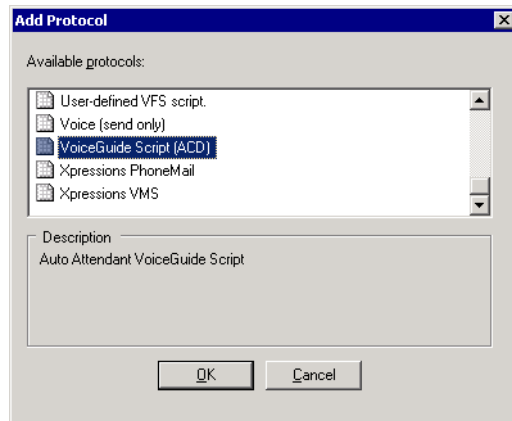 Add Protocol
Available protocols:
User-defined VFS script.
Voice (send only)
VoiceGuide Script (ACD)
Xpressions PhoneMail
Xpressions VMS
Description
Auto Attendant VoiceGuide Script
OK
Cancel